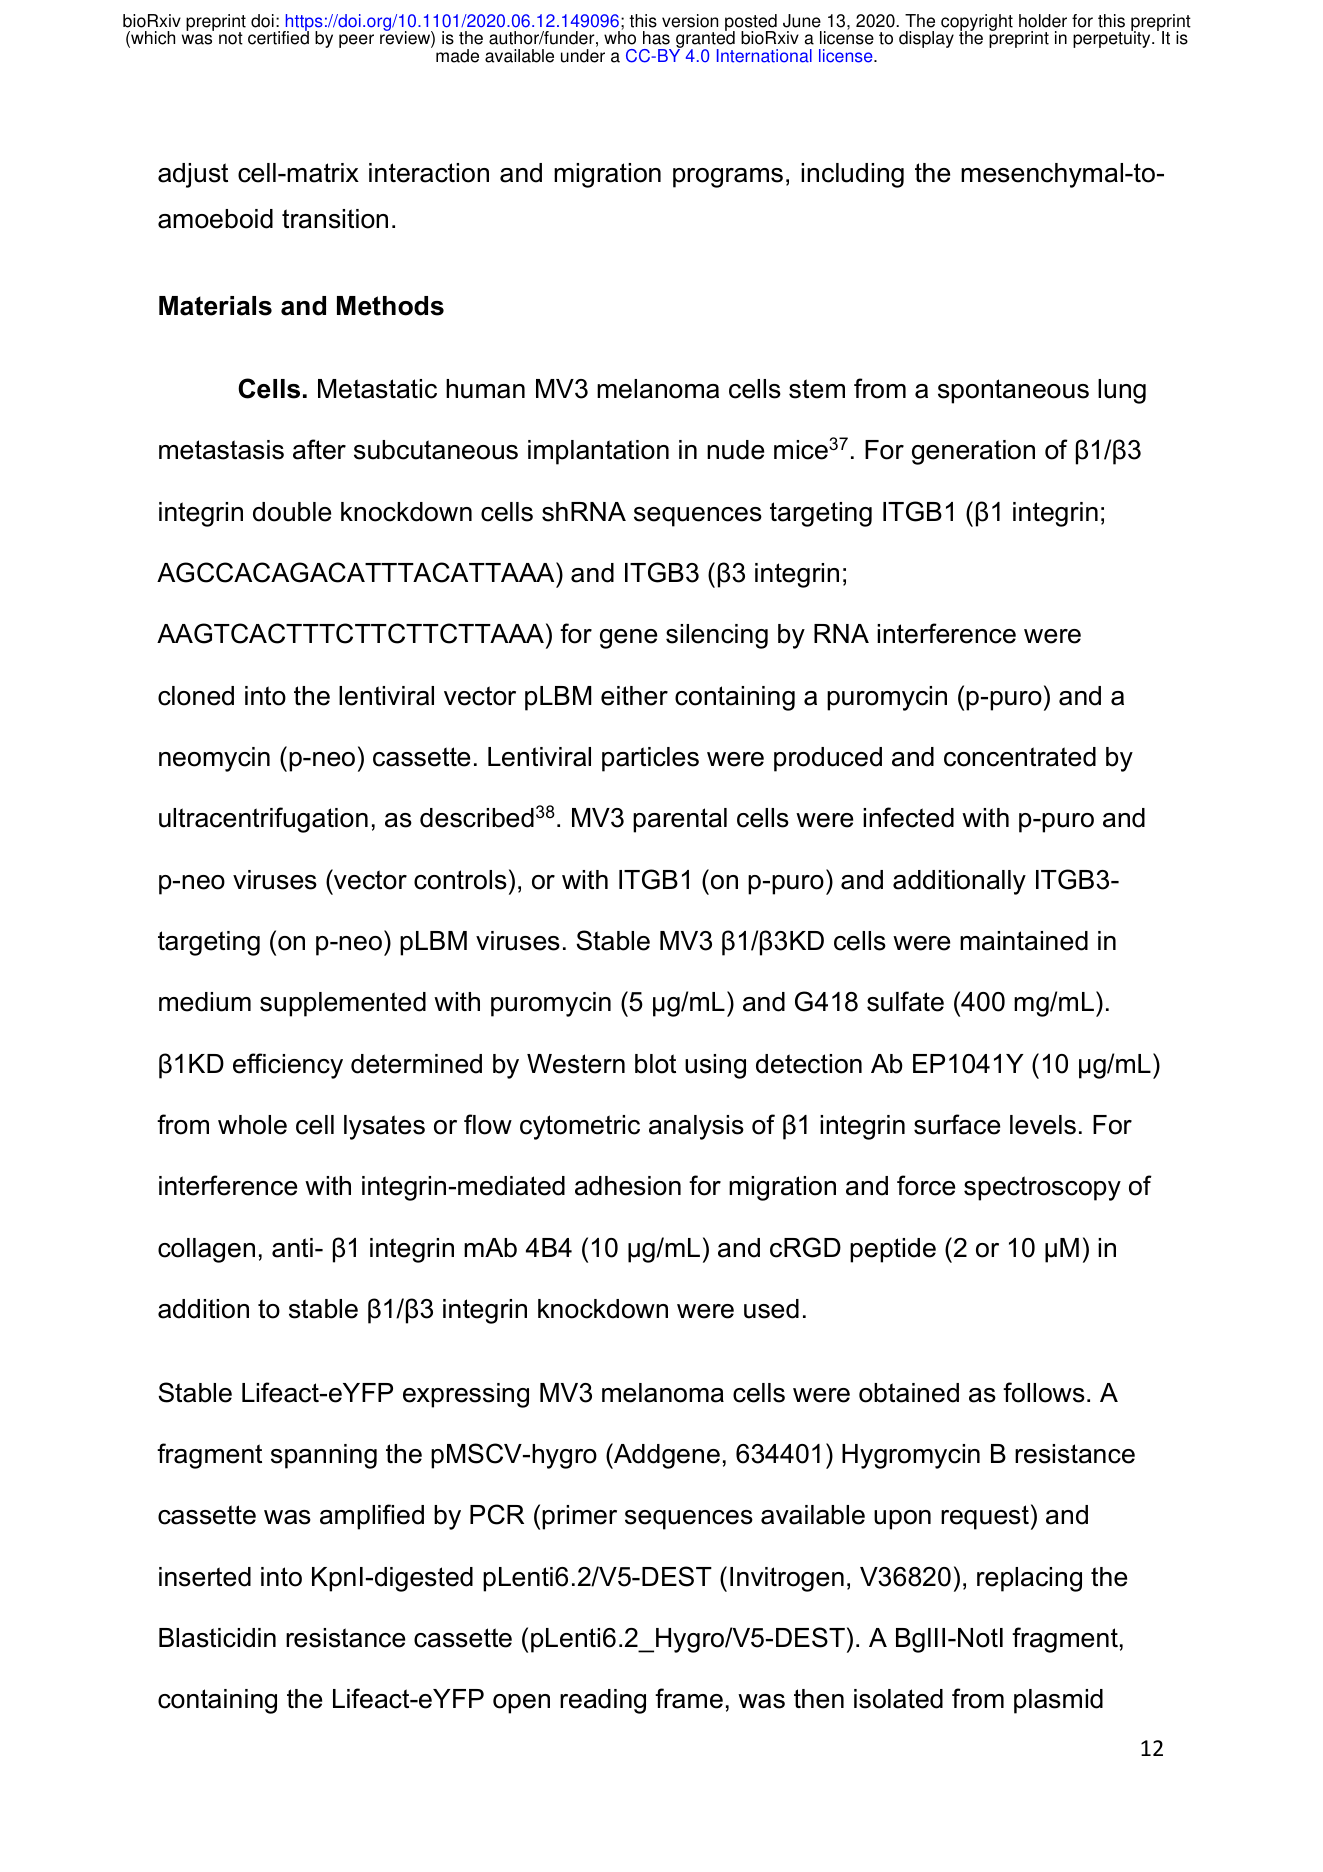 bioRxiv preprint doi: https://doi.org/10.1101/2020.06.12.149096; this version posted June 13, 2020. The copyright holder for this preprint
(which was not certified by peer review) is the author/funder, who has granted bioRxiv a license to display the preprint in perpetuity. It is
made available under a CC-BY 4.0 International license.
adjust cell-matrix interaction and migration programs, including the mesenchymal-to-
amoeboid transition.
Materials and Methods
Cells. Metastatic human MV3 melanoma cells stem from a spontaneous lung
metastasis after subcutaneous implantation in nude mice37. For generation of β1/β3
integrin double knockdown cells shRNA sequences targeting ITGB1 (β1 integrin;
AGCCACAGACATTTACATTAAA) and ITGB3 (β3 integrin;
AAGTCACTTTCTTCTTCTTAAA) for gene silencing by RNA interference were
cloned into the lentiviral vector pLBM either containing a puromycin (p-puro) and a
neomycin (p-neo) cassette. Lentiviral particles were produced and concentrated by
ultracentrifugation, as described38. MV3 parental cells were infected with p-puro and
p-neo viruses (vector controls), or with ITGB1 (on p-puro) and additionally ITGB3-
targeting (on p-neo) pLBM viruses. Stable MV3 β1/β3KD cells were maintained in
medium supplemented with puromycin (5 μg/mL) and G418 sulfate (400 mg/mL).
β1KD efficiency determined by Western blot using detection Ab EP1041Y (10 μg/mL)
from whole cell lysates or flow cytometric analysis of β1 integrin surface levels. For
interference with integrin-mediated adhesion for migration and force spectroscopy of
collagen, anti- β1 integrin mAb 4B4 (10 μg/mL) and cRGD peptide (2 or 10 μM) in
addition to stable β1/β3 integrin knockdown were used.
Stable Lifeact-eYFP expressing MV3 melanoma cells were obtained as follows. A
fragment spanning the pMSCV-hygro (Addgene, 634401) Hygromycin B resistance
cassette was amplified by PCR (primer sequences available upon request) and
inserted into KpnI-digested pLenti6.2/V5-DEST (Invitrogen, V36820), replacing the
Blasticidin resistance cassette (pLenti6.2_Hygro/V5-DEST). A BglII-NotI fragment,
containing the Lifeact-eYFP open reading frame, was then isolated from plasmid
12